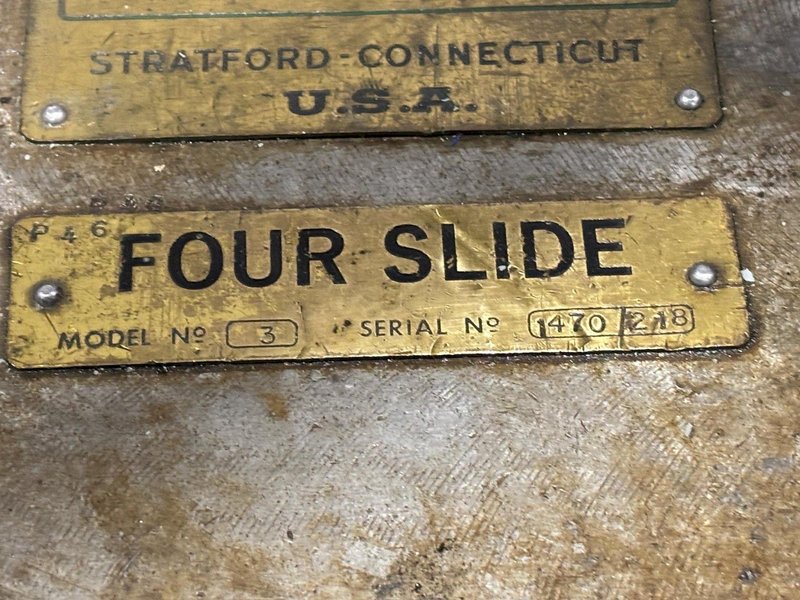 STRATFORD-CONNECTICUT
U.S.A.
P46
FOUR SLIDE
MODEL Nº 3 SERIAL Nº 1470 218